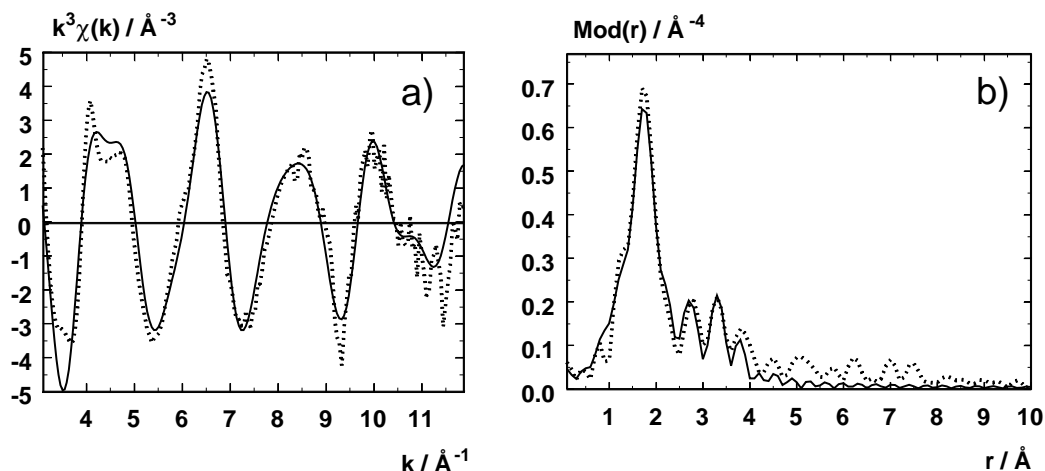 k³χ(k) / Å⁻³
a)
5
4
3
2
1
0
-1
-2
-3
-4
-5
4 5 6 7 8 9 10 11
k / Å⁻¹
Mod(r) / Å⁻⁴
b)
0.7
0.6
0.5
0.4
0.3
0.2
0.1
0.0
1 2 3 4 5 6 7 8 9 10
r / Å